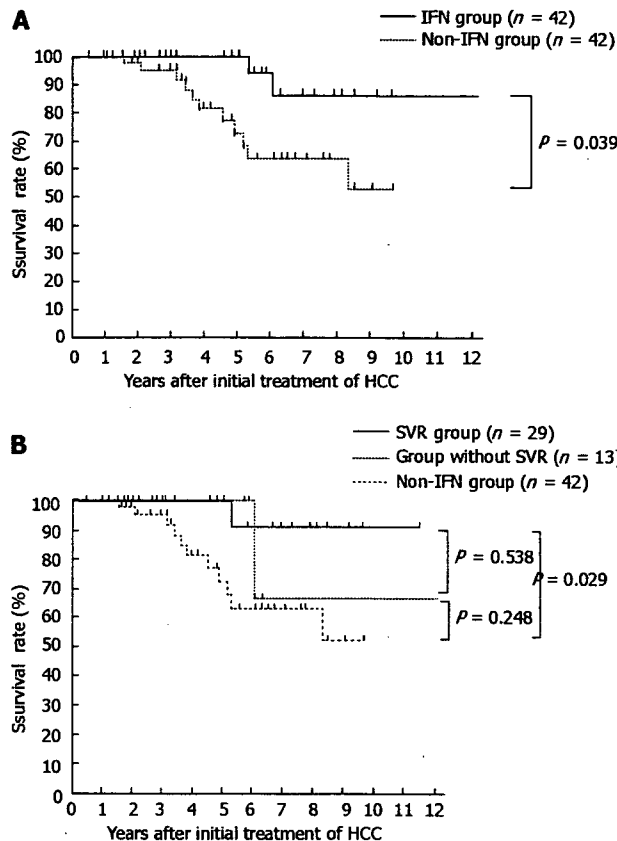 A
IFN group (n = 42)
Non-IFN group (n = 42)
100
90
80
70
60
50
40
30
20
10
0
Ssurvival rate (%)
P = 0.039
0 1 2 3 4 5 6 7 8 9 10 11 12
Years after initial treatment of HCC
B
SVR group (n = 29)
Group without SVR (n = 13)
Non-IFN group (n = 42)
100
90
80
70
60
50
40
30
20
10
0
Ssurvival rate (%)
P = 0.538
P = 0.029
P = 0.248
0 1 2 3 4 5 6 7 8 9 10 11 12
Years after initial treatment of HCC